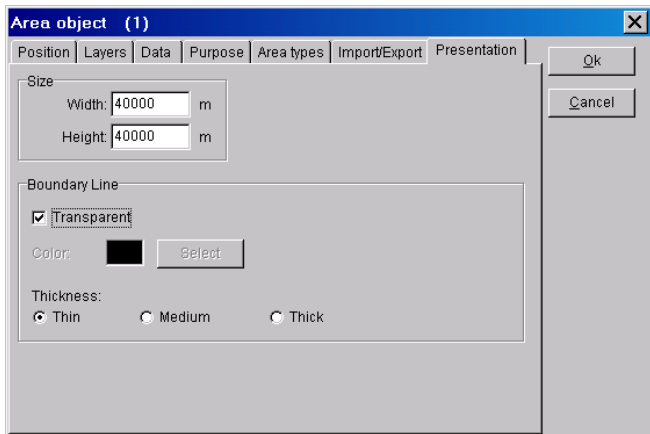 Area object (1)
Position Layers Data Purpose Area types Import/Export Presentation
Ok
Cancel
Size
Width: 40000 m
Height: 40000 m
Boundary Line
Transparent
Color: Select
Thickness:
Thin Medium Thick